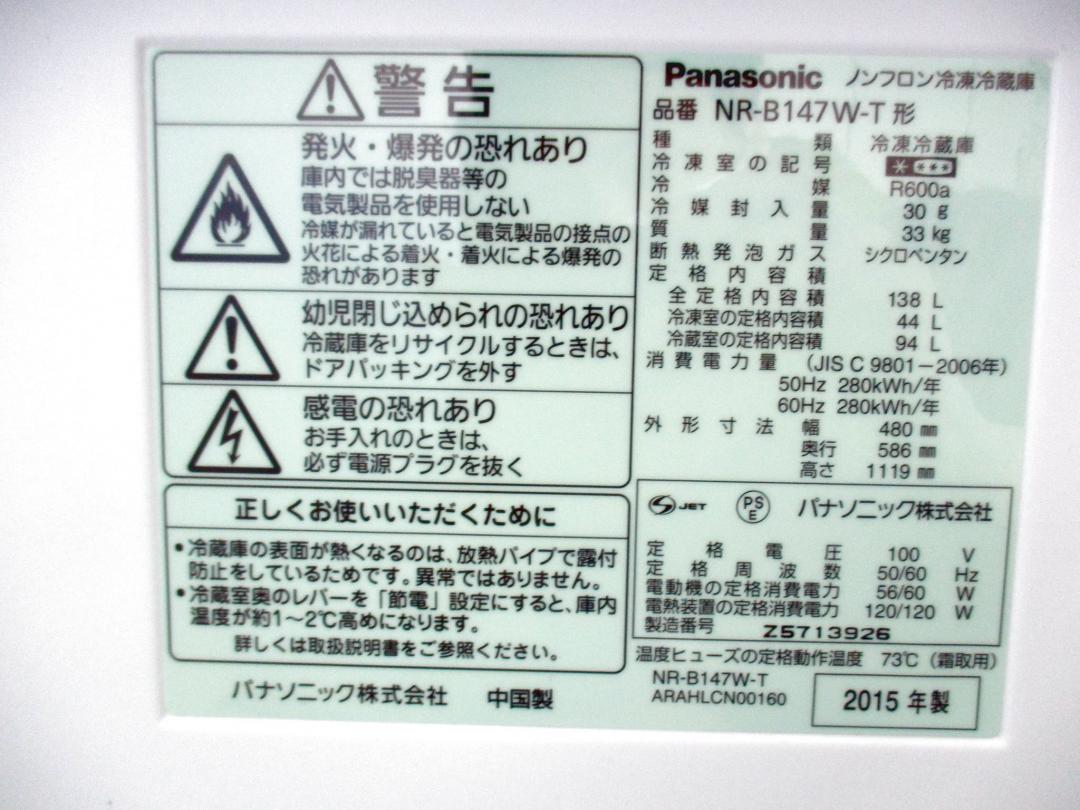 警告
発火・爆発の恐れあり
庫内では脱臭器等の
電気製品を使用しない
冷媒が漏れていると電気製品の接点の
火花による着火・着火による爆発の
恐れがあります
幼児閉じ込められの恐れあり
冷蔵庫をリサイクルするときは、
ドアパッキングを外す
感電の恐れあり
お手入れのときは、
必ず電源プラグを抜く
正しくお使いいただくために
・冷蔵庫の表面が熱くなるのは、放熱パイプで露付
防止をしているためです。異常ではありません。
・冷蔵室奥のレバーを「節電」設定にすると、庫内
温度が約1〜2℃高めになります。
詳しくは取扱説明書をご参照ください。
パナソニック株式会社 中国製
Panasonic ノンフロン冷凍冷蔵庫
品番 NR-B147W-T 形
種類 冷凍冷蔵庫
冷凍室の記号 * ***
冷媒 R600a
冷媒封入量 30 g
質量 33 kg
断熱発泡ガス シクロペンタン
定格内容積
全定格内容積 138 L
冷凍室の定格内容積 44 L
冷蔵室の定格内容積 94 L
消費電力量 (JIS C 9801-2006年)
50Hz 280kWh/年
60Hz 280kWh/年
外形寸法 幅 480 mm
奥行 586 mm
高さ 1119 mm
S JET PS E パナソニック株式会社
定格電圧 100 V
定格周波数 50/60 Hz
電動機の定格消費電力 56/60 W
電熱装置の定格消費電力 120/120 W
製造番号 Z5713926
温度ヒューズの定格動作温度 73℃ (霜取用)
NR-B147W-T
ARAHLCN00160
2015 年製